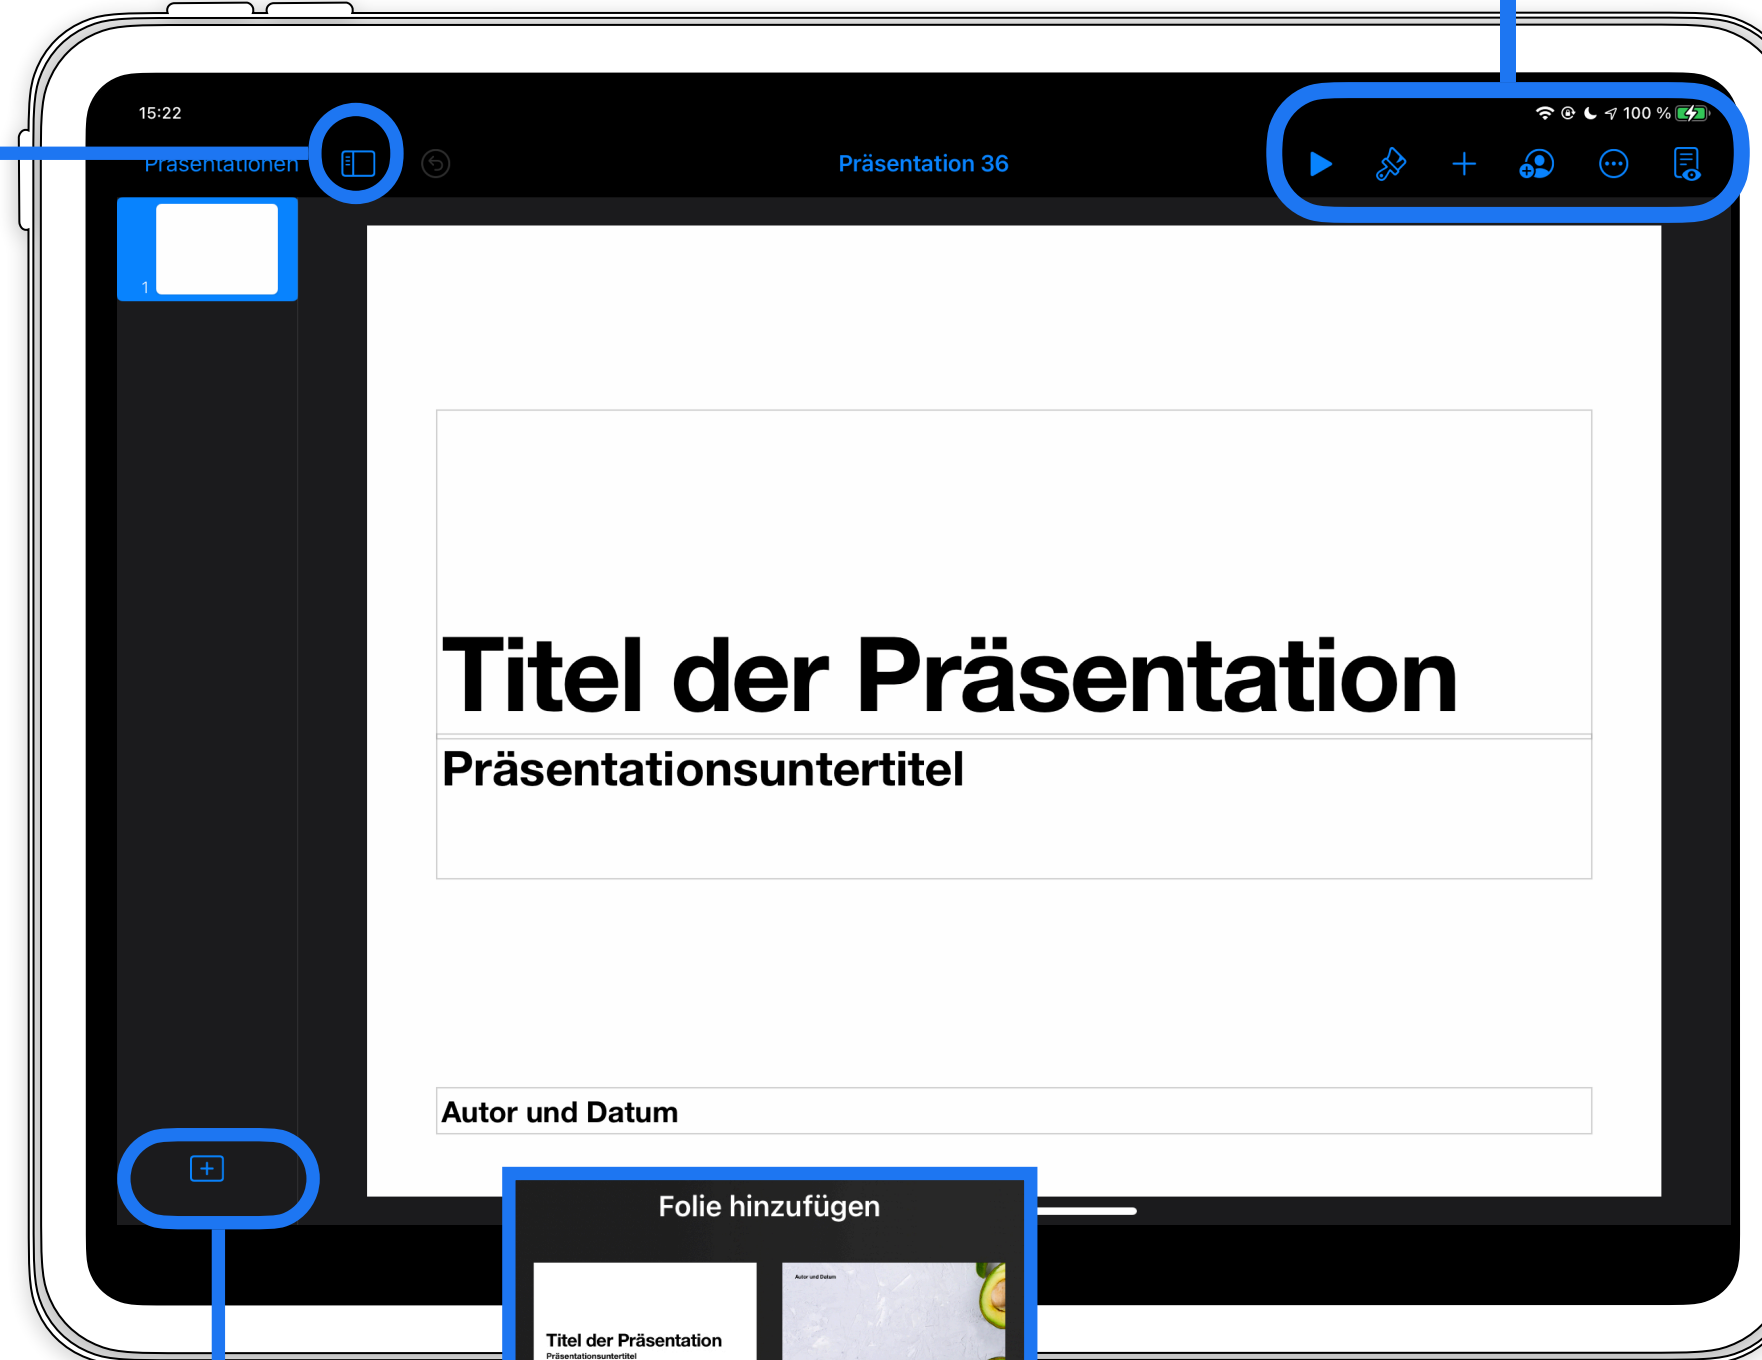 15:22
100 %
Präsentationen
Präsentation 36
1
Titel der Präsentation
Präsentationsuntertitel
Autor und Datum
Folie hinzufügen
Autor und Datum
Titel der Präsentation
Präsentationsuntertitel